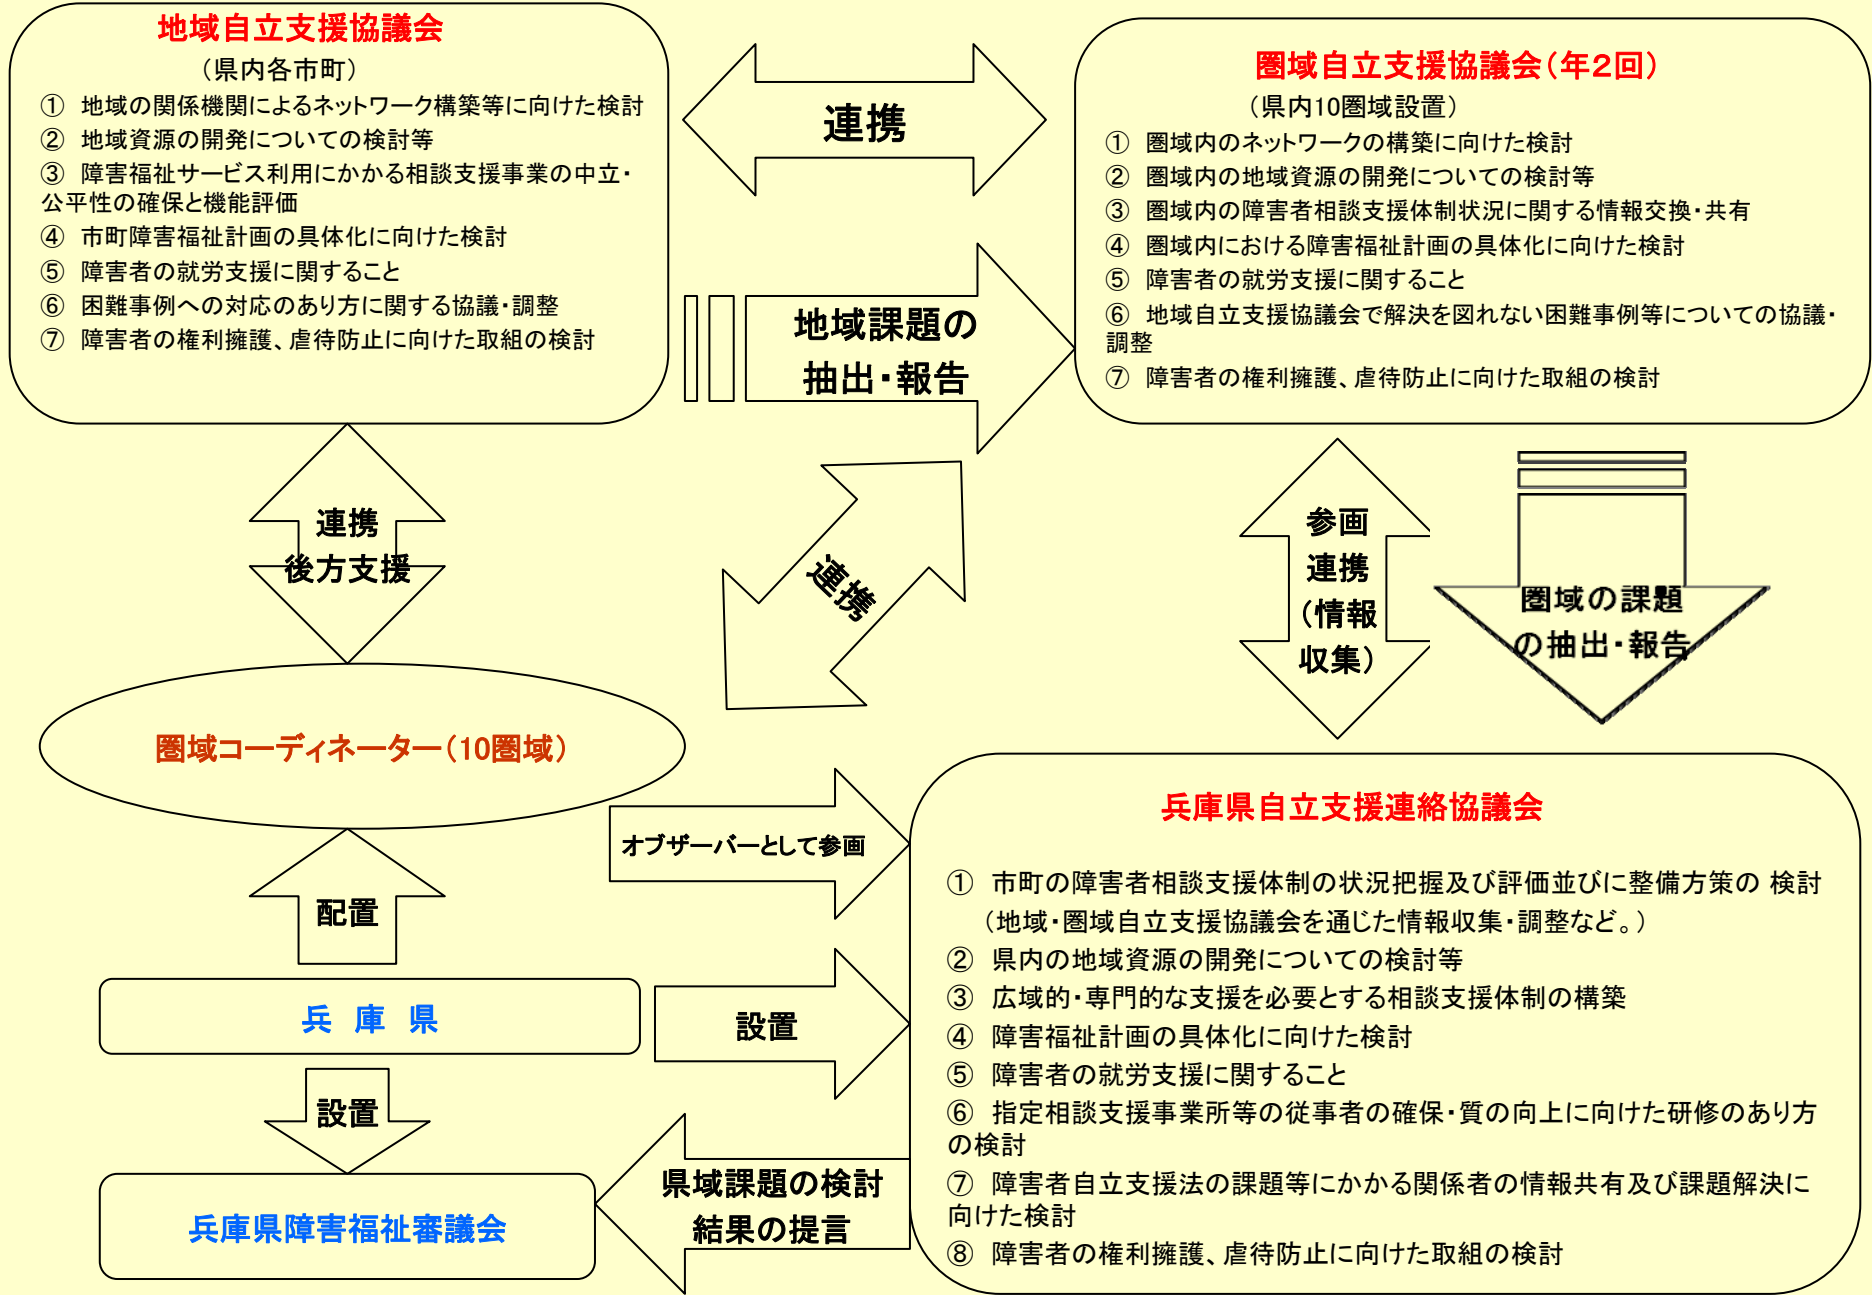 地域自立支援協議会
（県内各市町）
① 地域の関係機関によるネットワーク構築等に向けた検討
② 地域資源の開発についての検討等
③ 障害福祉サービス利用にかかる相談支援事業の中立・
公平性の確保と機能評価
④ 市町障害福祉計画の具体化に向けた検討
⑤ 障害者の就労支援に関すること
⑥ 困難事例への対応のあり方に関する協議・調整
⑦ 障害者の権利擁護、虐待防止に向けた取組の検討
連携
圏域自立支援協議会（年2回）
（県内10圏域設置）
① 圏域内のネットワークの構築に向けた検討
② 圏域内の地域資源の開発についての検討等
③ 圏域内の障害者相談支援体制状況に関する情報交換・共有
④ 圏域内における障害福祉計画の具体化に向けた検討
⑤ 障害者の就労支援に関すること
⑥ 地域自立支援協議会で解決を図れない困難事例等についての協議・
調整
⑦ 障害者の権利擁護、虐待防止に向けた取組の検討
地域課題の
抽出・報告
連携
後方支援
連携
参画
連携
（情報
収集）
圏域の課題
の抽出・報告
圏域コーディネーター（10圏域）
オブザーバーとして参画
配置
兵 庫 県
設置
設置
兵庫県障害福祉審議会
県域課題の検討
結果の提言
兵庫県自立支援連絡協議会
① 市町の障害者相談支援体制の状況把握及び評価並びに整備方策の 検討
（地域・圏域自立支援協議会を通じた情報収集・調整など。）
② 県内の地域資源の開発についての検討等
③ 広域的・専門的な支援を必要とする相談支援体制の構築
④ 障害福祉計画の具体化に向けた検討
⑤ 障害者の就労支援に関すること
⑥ 指定相談支援事業所等の従事者の確保・質の向上に向けた研修のあり方
の検討
⑦ 障害者自立支援法の課題等にかかる関係者の情報共有及び課題解決に
向けた検討
⑧ 障害者の権利擁護、虐待防止に向けた取組の検討